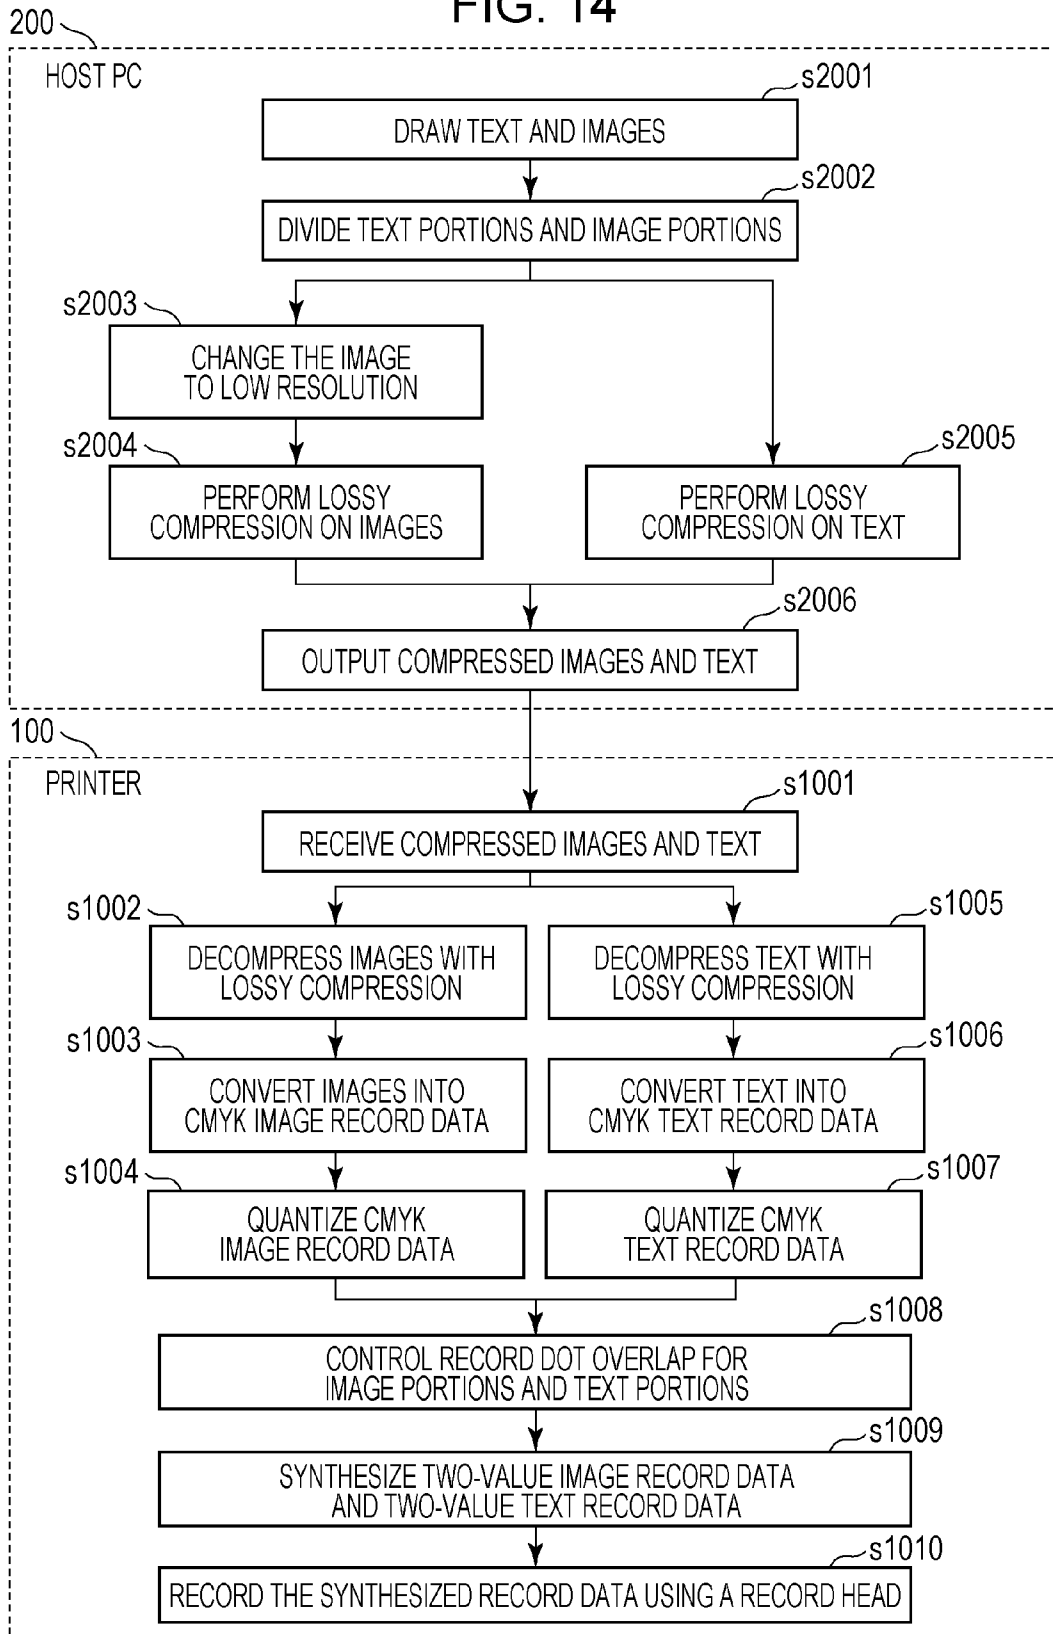 FIG. 14
200
HOST PC
s2001
DRAW TEXT AND IMAGES
s2002
DIVIDE TEXT PORTIONS AND IMAGE PORTIONS
s2003
CHANGE THE IMAGE
TO LOW RESOLUTION
s2004
PERFORM LOSSY
COMPRESSION ON IMAGES
s2005
PERFORM LOSSY
COMPRESSION ON TEXT
s2006
OUTPUT COMPRESSED IMAGES AND TEXT
100
PRINTER
s1001
RECEIVE COMPRESSED IMAGES AND TEXT
s1002
DECOMPRESS IMAGES WITH
LOSSY COMPRESSION
s1005
DECOMPRESS TEXT WITH
LOSSY COMPRESSION
s1003
CONVERT IMAGES INTO
CMYK IMAGE RECORD DATA
s1006
CONVERT TEXT INTO
CMYK TEXT RECORD DATA
s1004
QUANTIZE CMYK
IMAGE RECORD DATA
s1007
QUANTIZE CMYK
TEXT RECORD DATA
s1008
CONTROL RECORD DOT OVERLAP FOR
IMAGE PORTIONS AND TEXT PORTIONS
s1009
SYNTHESIZE TWO-VALUE IMAGE RECORD DATA
AND TWO-VALUE TEXT RECORD DATA
s1010
RECORD THE SYNTHESIZED RECORD DATA USING A RECORD HEAD